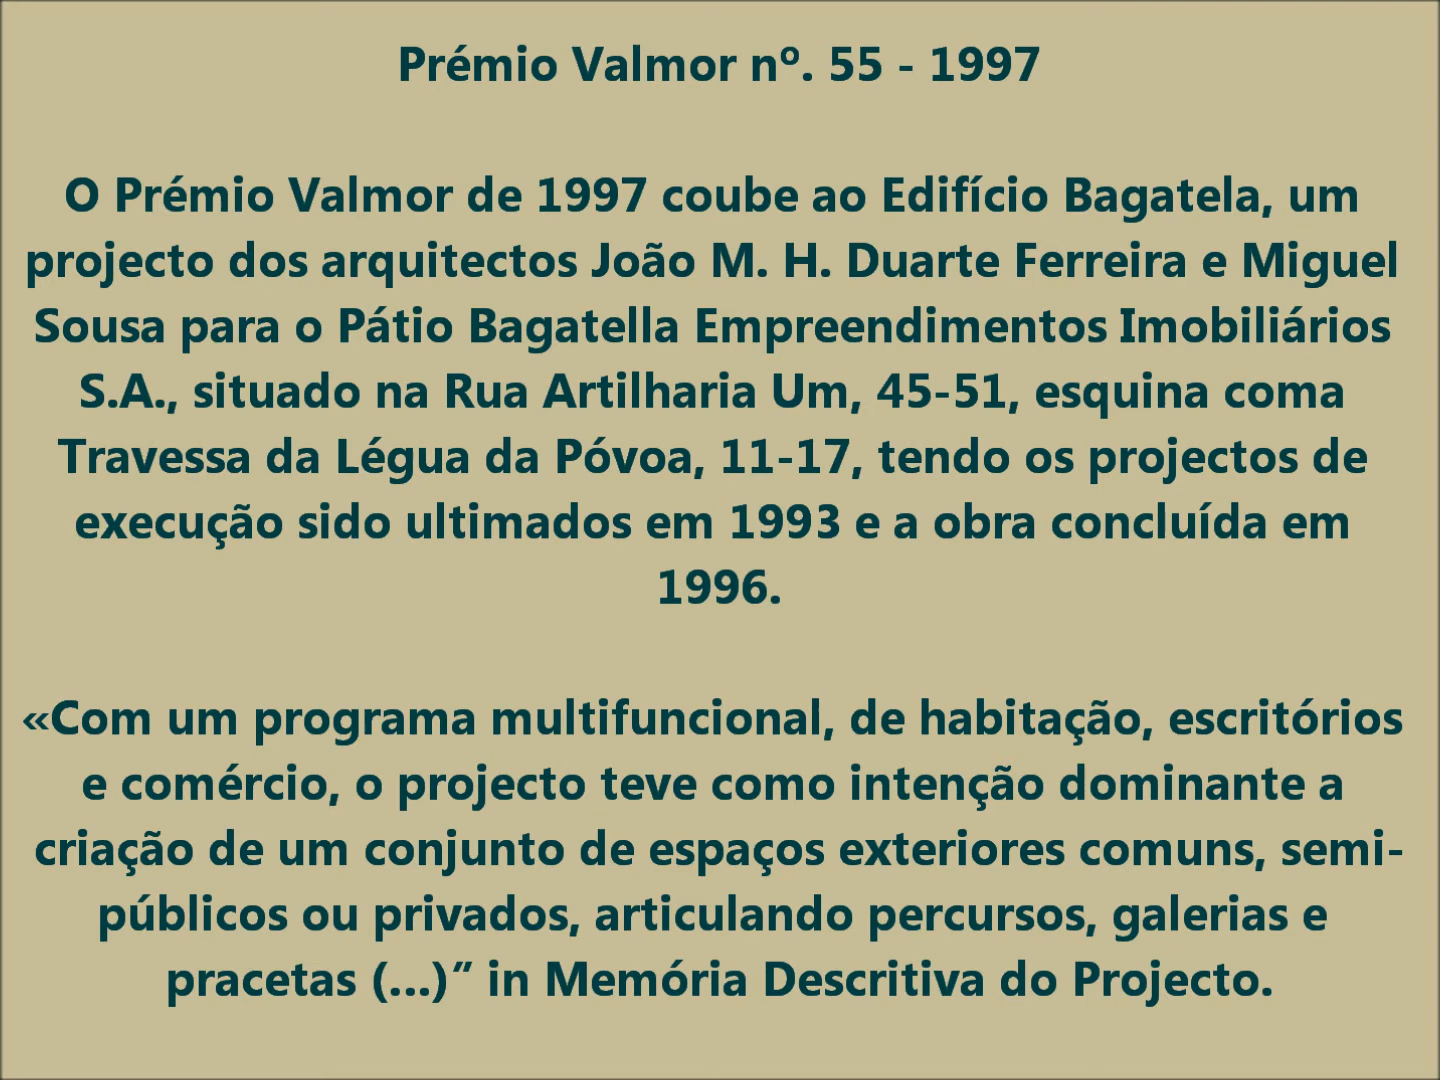 Prémio Valmor nº. 55 - 1997
O Prémio Valmor de 1997 coube ao Edifício Bagatela, um
projecto dos arquitectos João M. H. Duarte Ferreira e Miguel
Sousa para o Pátio Bagatella Empreendimentos Imobiliários
S.A., situado na Rua Artilharia Um, 45-51, esquina coma
Travessa da Légua da Póvoa, 11-17, tendo os projectos de
execução sido ultimados em 1993 e a obra concluída em
1996.
«Com um programa multifuncional, de habitação, escritórios
e comércio, o projecto teve como intenção dominante a
criação de um conjunto de espaços exteriores comuns, semi-
públicos ou privados, articulando percursos, galerias e
pracetas (...)” in Memória Descritiva do Projecto.